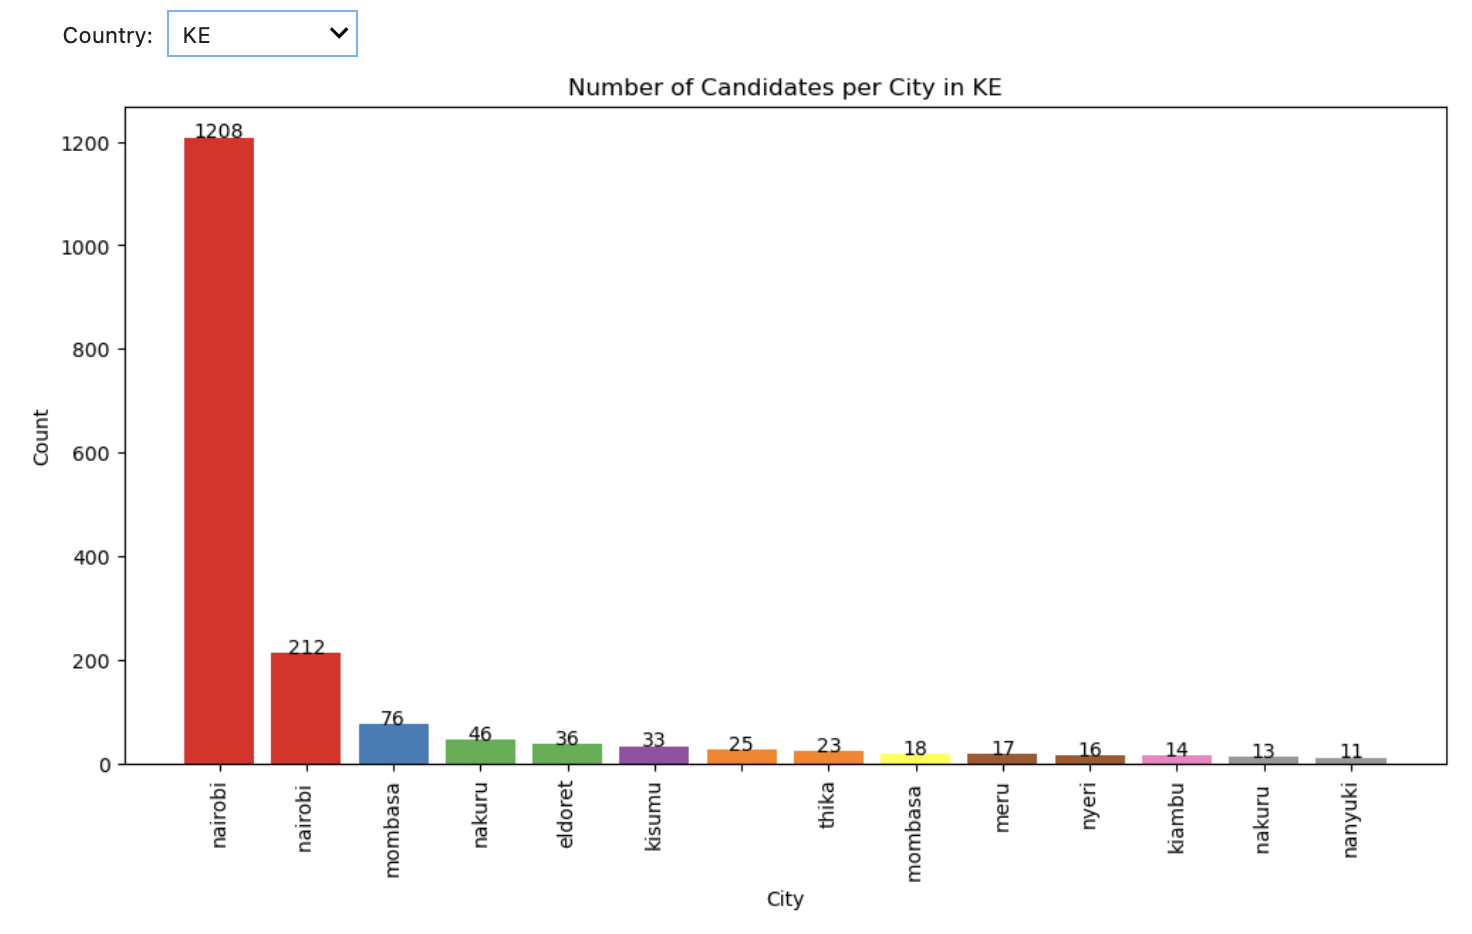 Country: KE
Number of Candidates per City in KE
1200
1000
800
600
400
200
0
Count
1208
212
76
46
36
33
25
23
18
17
16
14
13
11
nairobi
nairobi
mombasa
nakuru
eldoret
kisumu
thika
mombasa
meru
nyeri
kiambu
nakuru
nanyuki
City